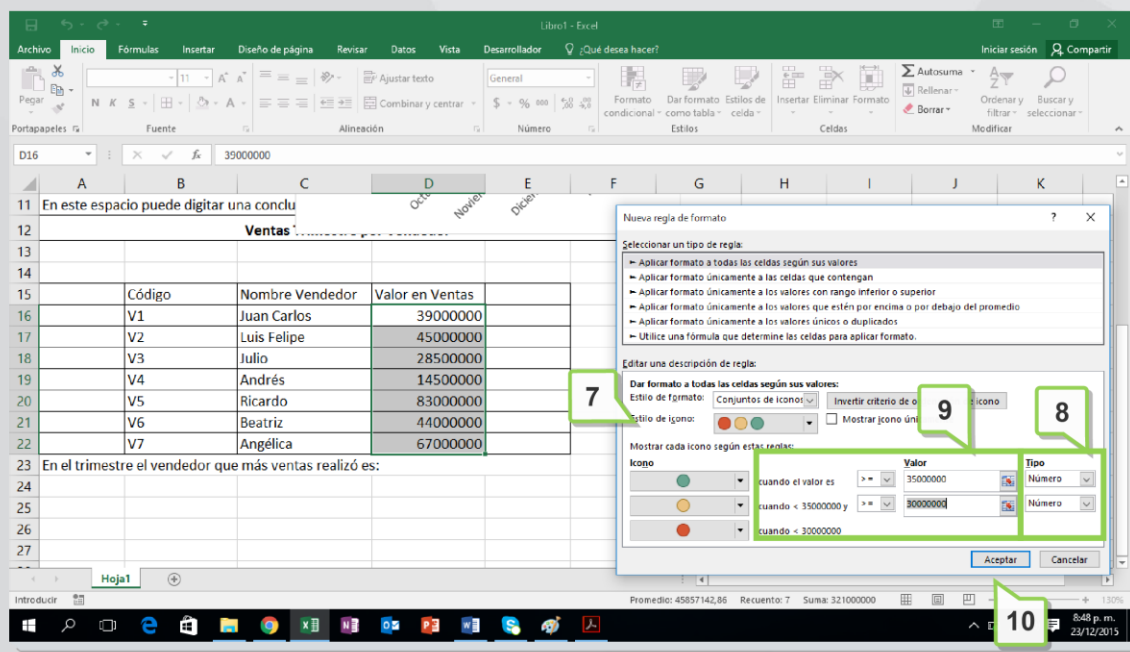 Libro1 - Excel
Archivo Inicio Fórmulas Insertar Diseño de página Revisar Datos Vista Desarrollador ¿Qué desea hacer? Iniciar sesión Compartir
Pegar
11
N K S
Ajustar texto
Combinar y centrar
General
$ % 000
Formato condicional
Dar formato como tabla
Estilos de celda
Insertar Eliminar Formato
Autosuma
Rellenar
Borrar
Ordenar y filtrar
Buscar y seleccionar
Portapapeles Fuente Alineación Número Estilos Celdas Modificar
D16 fx 39000000
A B C D E F G H I J K
11 En este espacio puede digitar una conclu
12 Ventas
13
14
15 Código Nombre Vendedor Valor en Ventas
16 V1 Juan Carlos 39000000
17 V2 Luis Felipe 45000000
18 V3 Julio 28500000
19 V4 Andrés 14500000
20 V5 Ricardo 83000000
21 V6 Beatriz 44000000
22 V7 Angélica 67000000
23 En el trimestre el vendedor que más ventas realizó es:
24
25
26
27
Nueva regla de formato ? X
Seleccionar un tipo de regla:
► Aplicar formato a todas las celdas según sus valores
► Aplicar formato únicamente a las celdas que contengan
► Aplicar formato únicamente a los valores con rango inferior o superior
► Aplicar formato únicamente a los valores que estén por encima o por debajo del promedio
► Aplicar formato únicamente a los valores únicos o duplicados
► Utilice una fórmula que determine las celdas para aplicar formato.
Editar una descripción de regla:
Dar formato a todas las celdas según sus valores:
Estilo de formato: Conjuntos de iconos Invertir criterio de o icono
Estilo de icono: Mostrar icono úni
Mostrar cada icono según estas reglas:
Icono Valor Tipo
cuando el valor es >= 35000000 Número
cuando < 35000000 y >= 30000000 Número
cuando < 30000000
Aceptar Cancelar
7
9
8
10
Hoja1
Introducir Promedio: 45857142,86 Recuento: 7 Suma: 321000000 130%
8:48 p. m.
23/12/2015